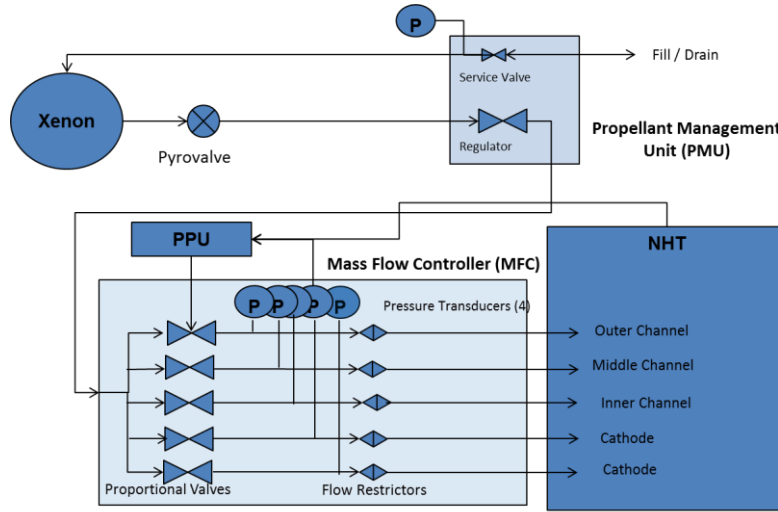 P
Service Valve
Fill / Drain
Xenon
Pyrovalve
Regulator
Propellant Management
Unit (PMU)
PPU
NHT
Mass Flow Controller (MFC)
P P P P
Pressure Transducers (4)
Outer Channel
Middle Channel
Inner Channel
Cathode
Cathode
Proportional Valves
Flow Restrictors